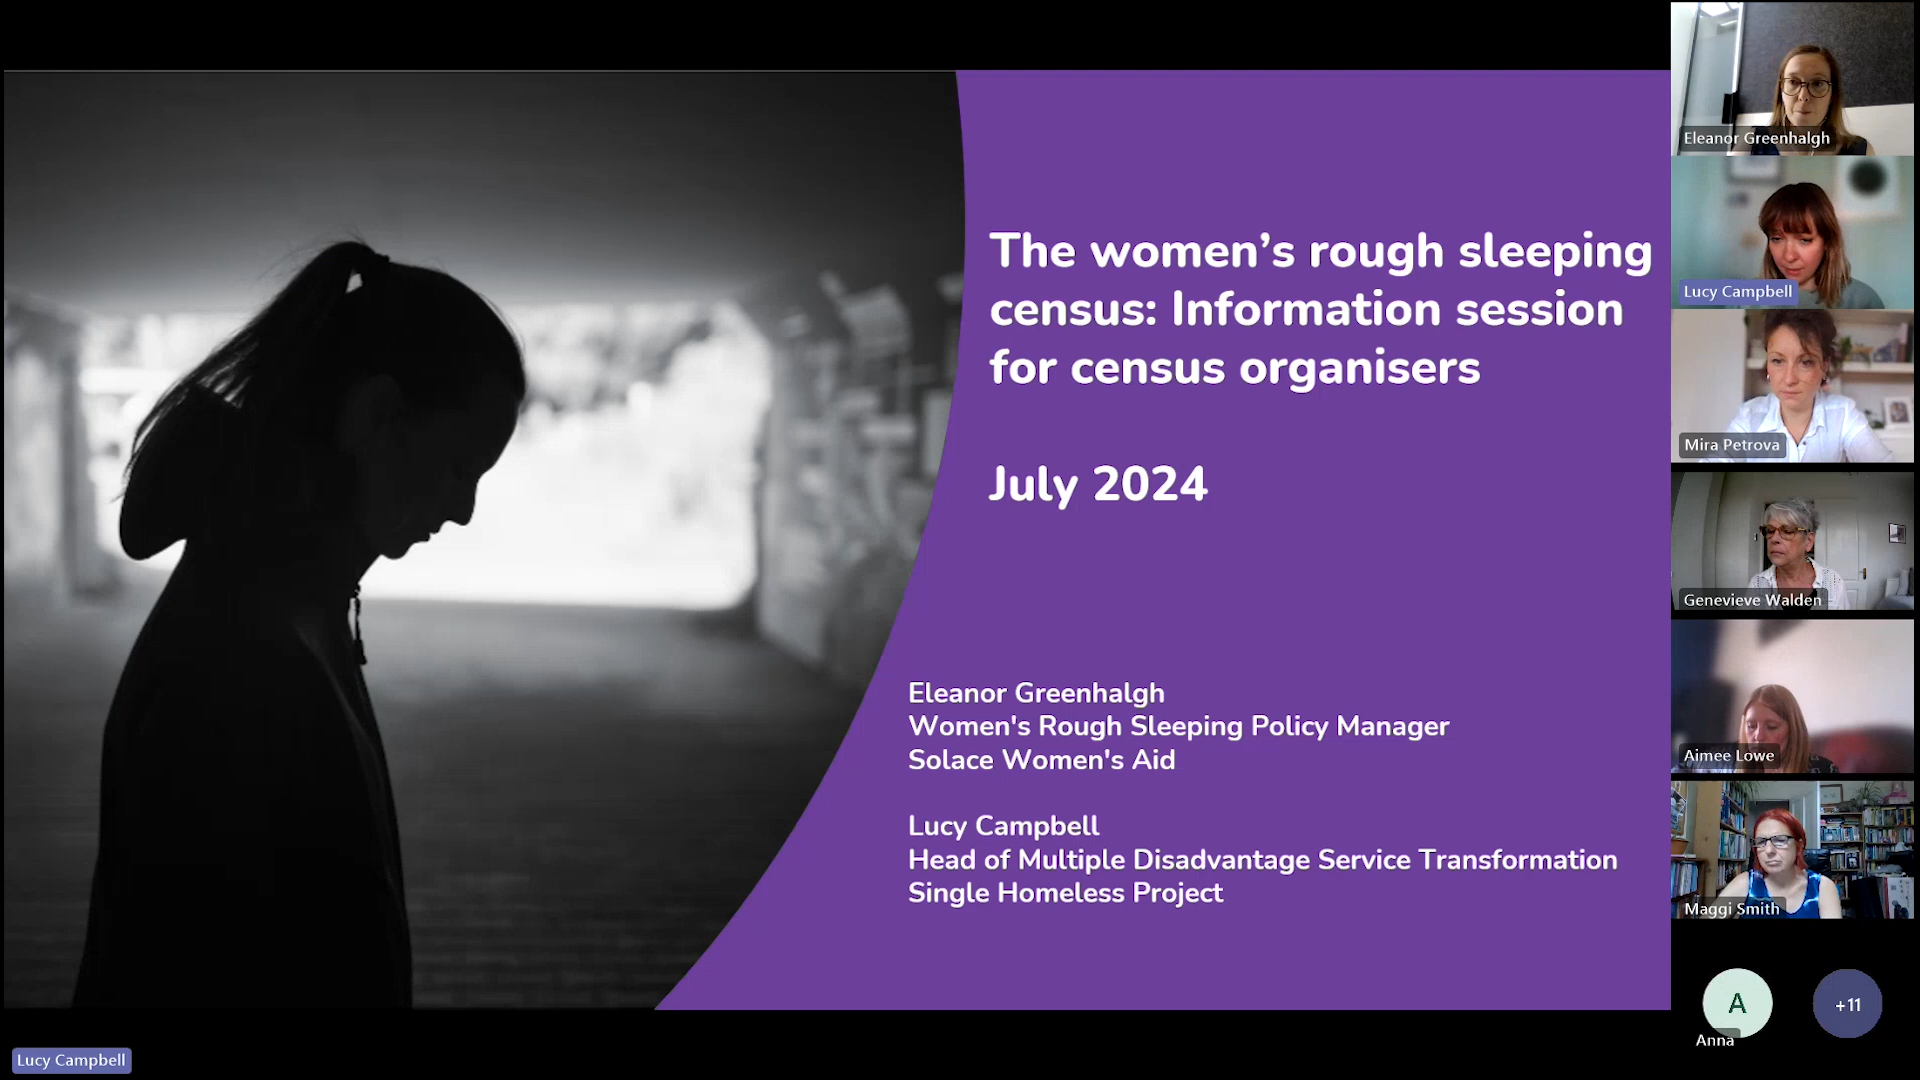 The women’s rough sleeping
census: Information session
for census organisers
July 2024
Eleanor Greenhalgh
Women's Rough Sleeping Policy Manager
Solace Women's Aid
Lucy Campbell
Head of Multiple Disadvantage Service Transformation
Single Homeless Project
Lucy Campbell
Eleanor Greenhalgh
Lucy Campbell
Mira Petrova
Genevieve Walden
Aimee Lowe
Maggi Smith
A
Anna
+11